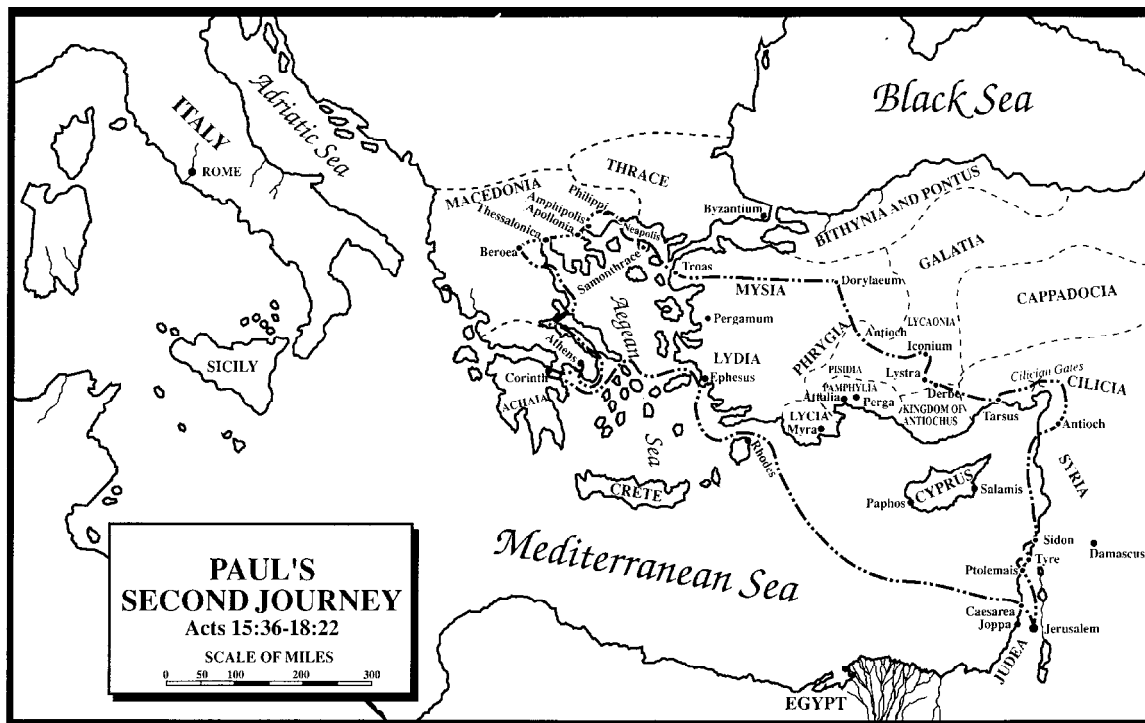 Black Sea
Adriatic Sea
ITALY
ROME
THRACE
MACEDONIA
Philippi
Amphipolis
Apollonia
Thessalonica
Neapolis
Beroea
Samonthrace
Byzantium
BITHYNIA AND PONTUS
GALATIA
CAPPADOCIA
Troas
MYSIA
Dorylaeum
Aegean
Sea
Pergamum
PHRYGIA
LYCAONIA
Antioch
Iconium
SICILY
Athens
Corinth
ACHAIA
LYDIA
Ephesus
PISIDIA
PAMPHYLIA
Lystra
Derbe
Cilician Gates
CILICIA
Attalia
Perga
KINGDOM OF
ANTIOCHUS
Tarsus
LYCIA
Myra
Antioch
Rhodes
SYRIA
CRETE
CYPRUS
Salamis
Paphos
Mediterranean Sea
Sidon
Tyre
Damascus
Ptolemais
Caesarea
Joppa
Jerusalem
JUDEA
EGYPT
PAUL'S
SECOND JOURNEY
Acts 15:36-18:22
SCALE OF MILES
0 50 100 200 300